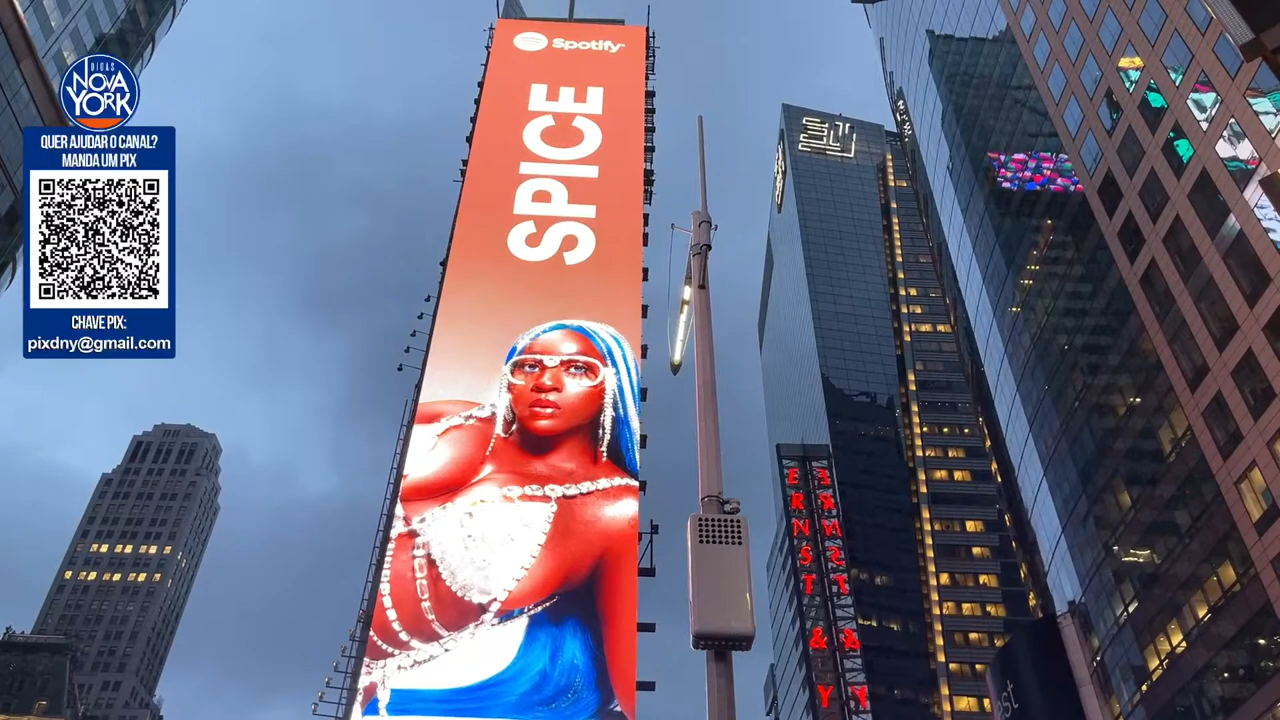 DICAS
NOVA
YORK
QUER AJUDAR O CANAL?
MANDA UM PIX
CHAVE PIX:
pixdny@gmail.com
Spotify
SPICE
ERNST & Y